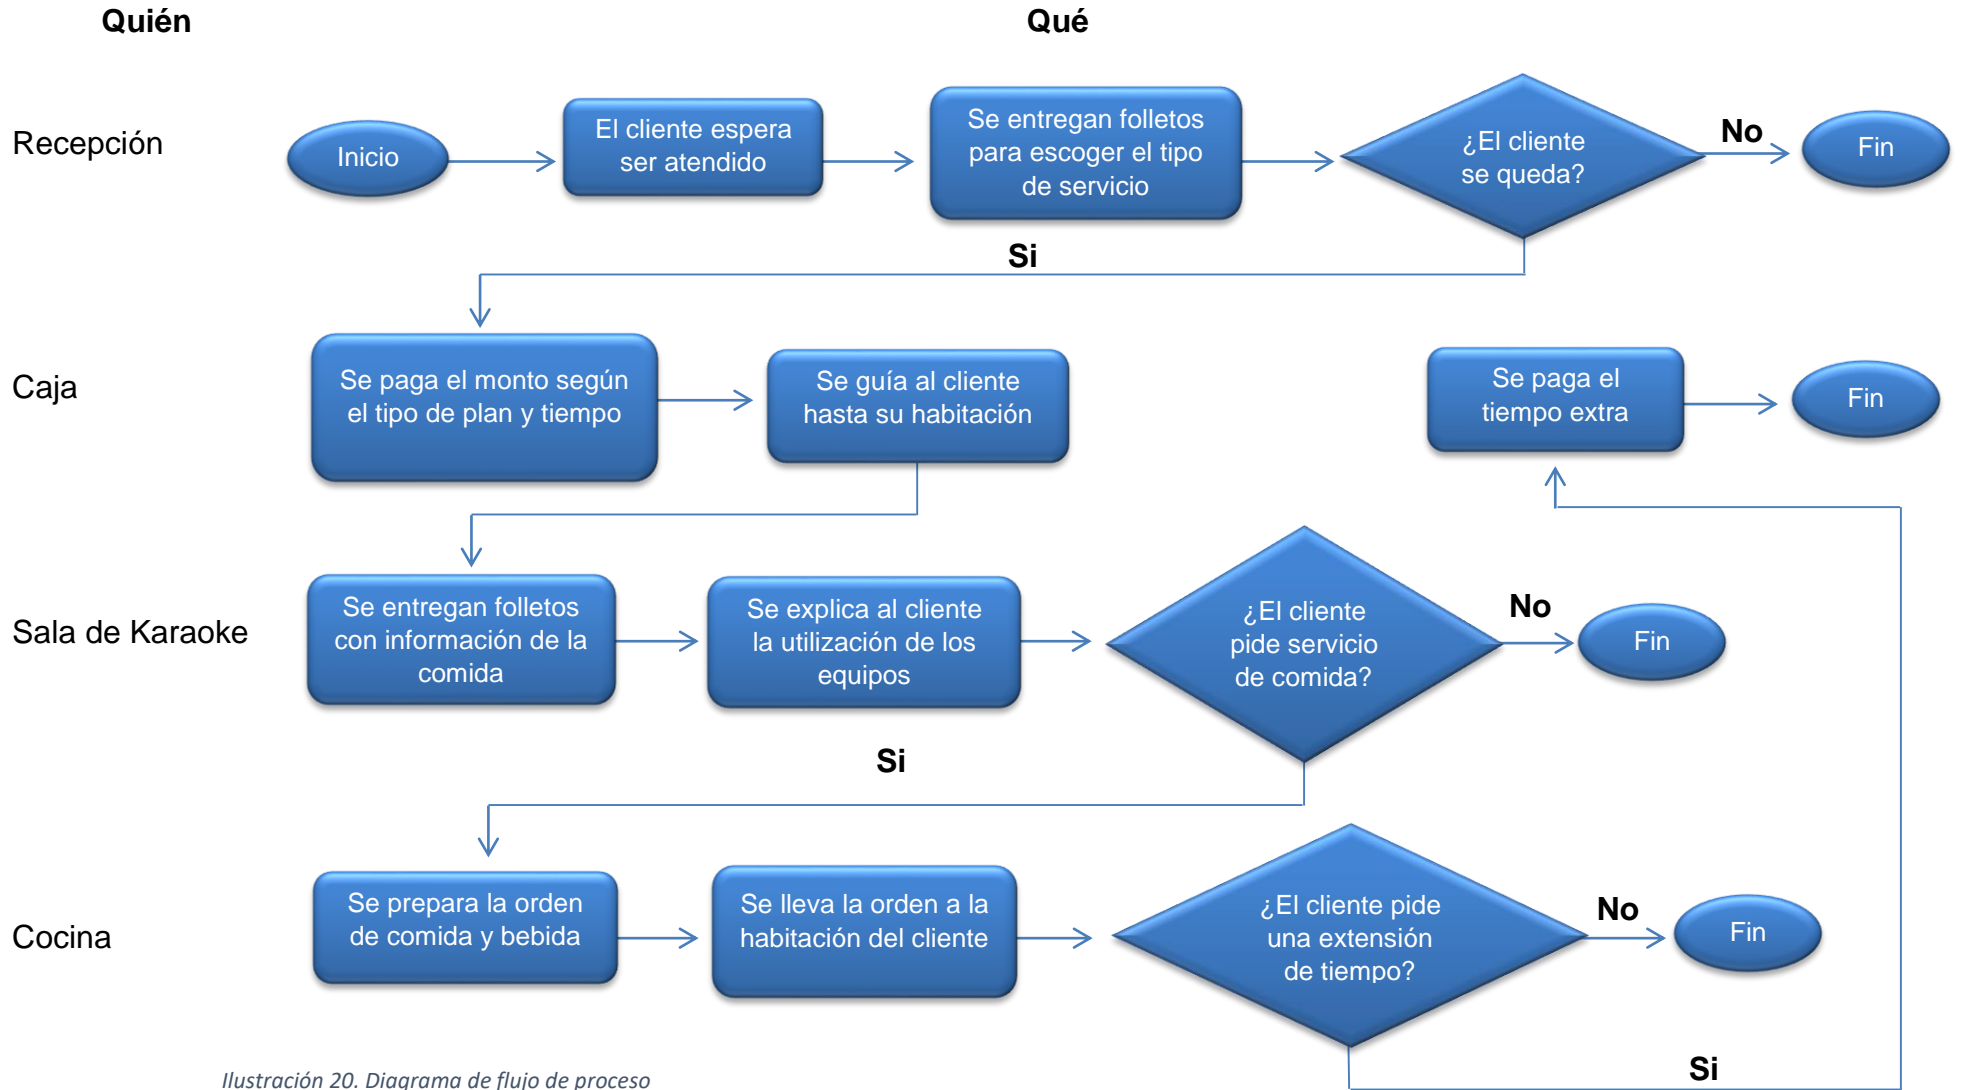 Quién
Qué
Recepción
Inicio
El cliente espera
ser atendido
Se entregan folletos
para escoger el tipo
de servicio
¿El cliente
se queda?
No
Fin
Si
Caja
Se paga el monto según
el tipo de plan y tiempo
Se guía al cliente
hasta su habitación
Se paga el
tiempo extra
Fin
Sala de Karaoke
Se entregan folletos
con información de la
comida
Se explica al cliente
la utilización de los
equipos
¿El cliente
pide servicio
de comida?
No
Fin
Si
Cocina
Se prepara la orden
de comida y bebida
Se lleva la orden a la
habitación del cliente
¿El cliente pide
una extensión
de tiempo?
No
Fin
Si
Ilustración 20. Diagrama de flujo de proceso